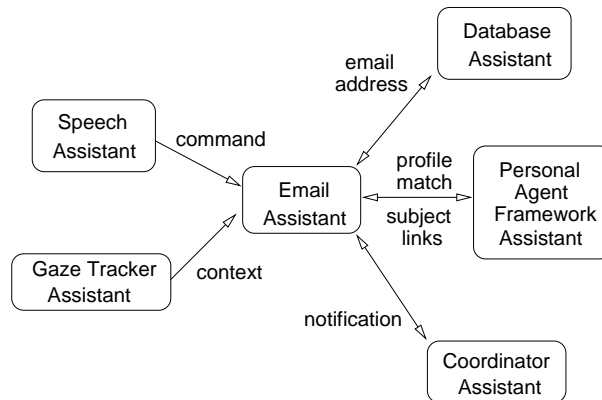 Database
Assistant
email
address
Speech
Assistant
command
Email
Assistant
profile
match
subject
links
Personal
Agent
Framework
Assistant
Gaze Tracker
Assistant
context
notification
Coordinator
Assistant